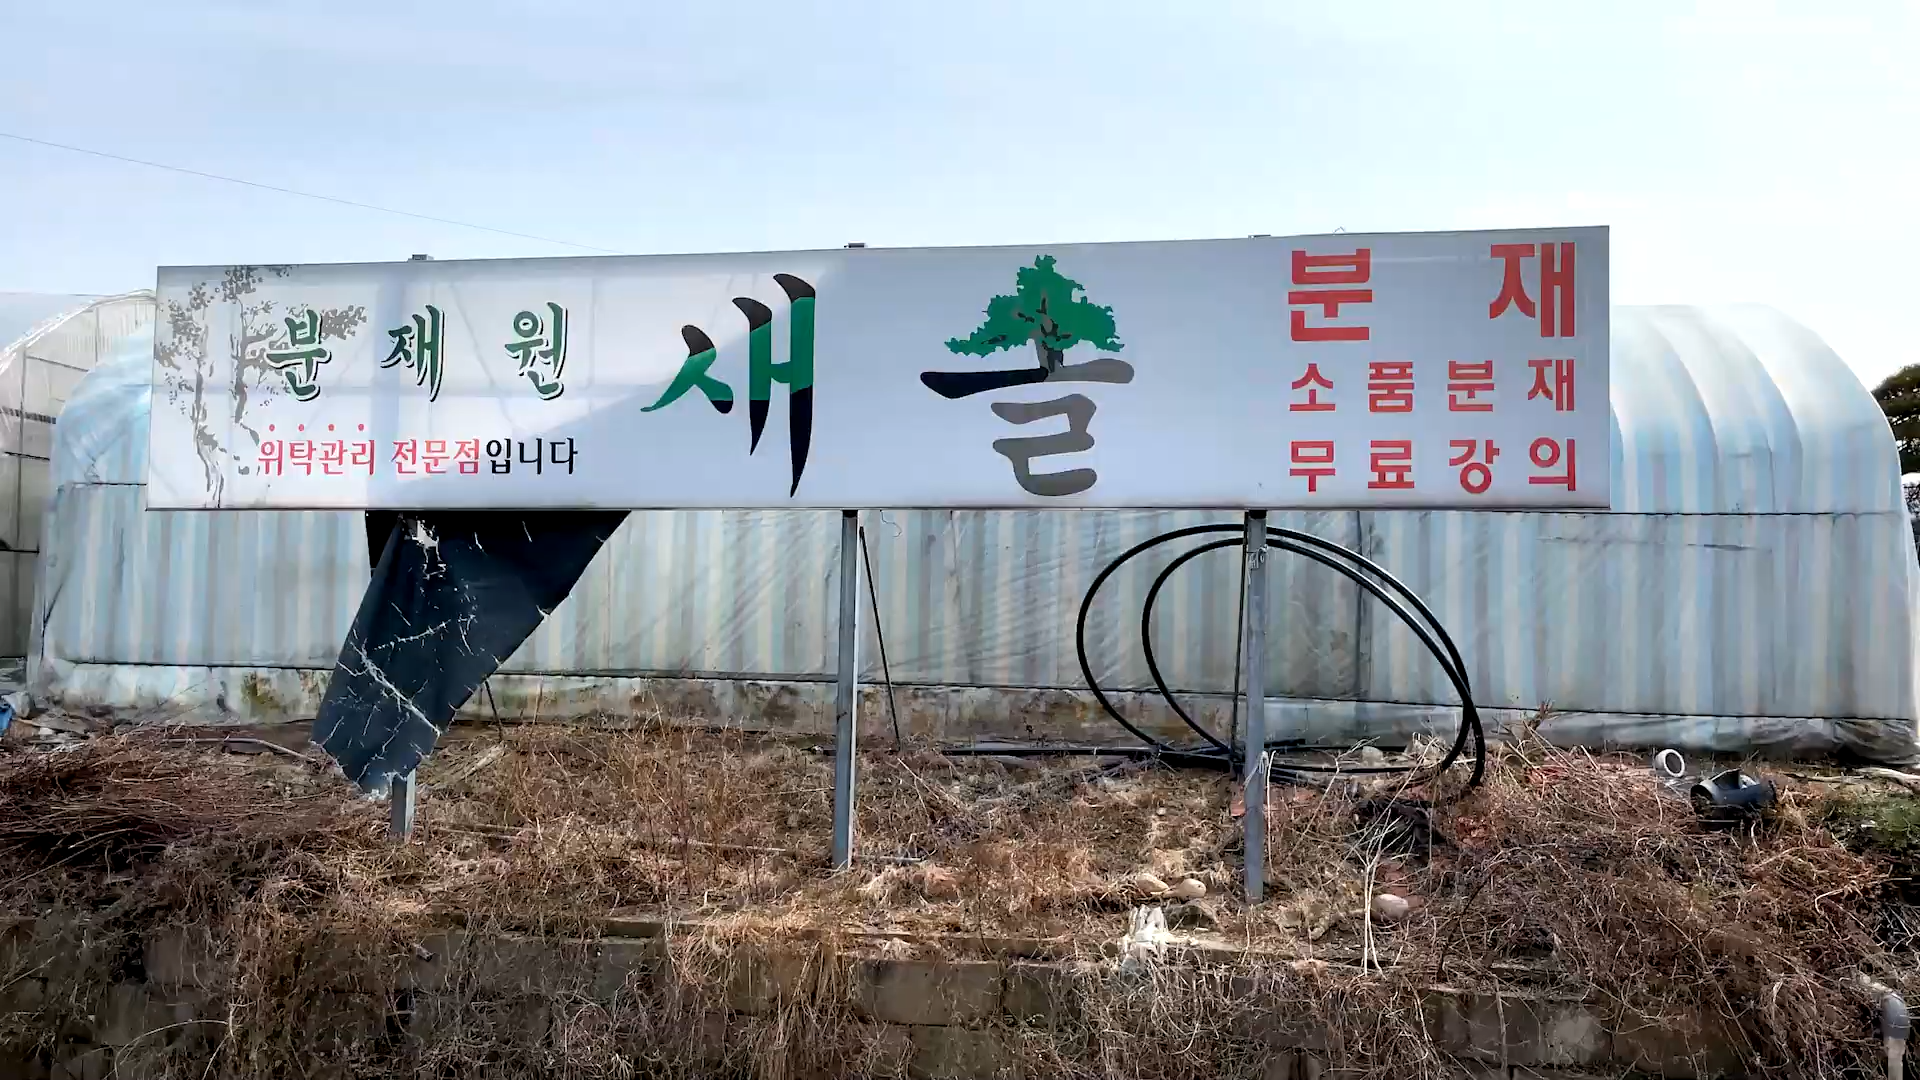 분재원
위탁관리 전문점입니다
새솔
분재
소품분재
무료강의